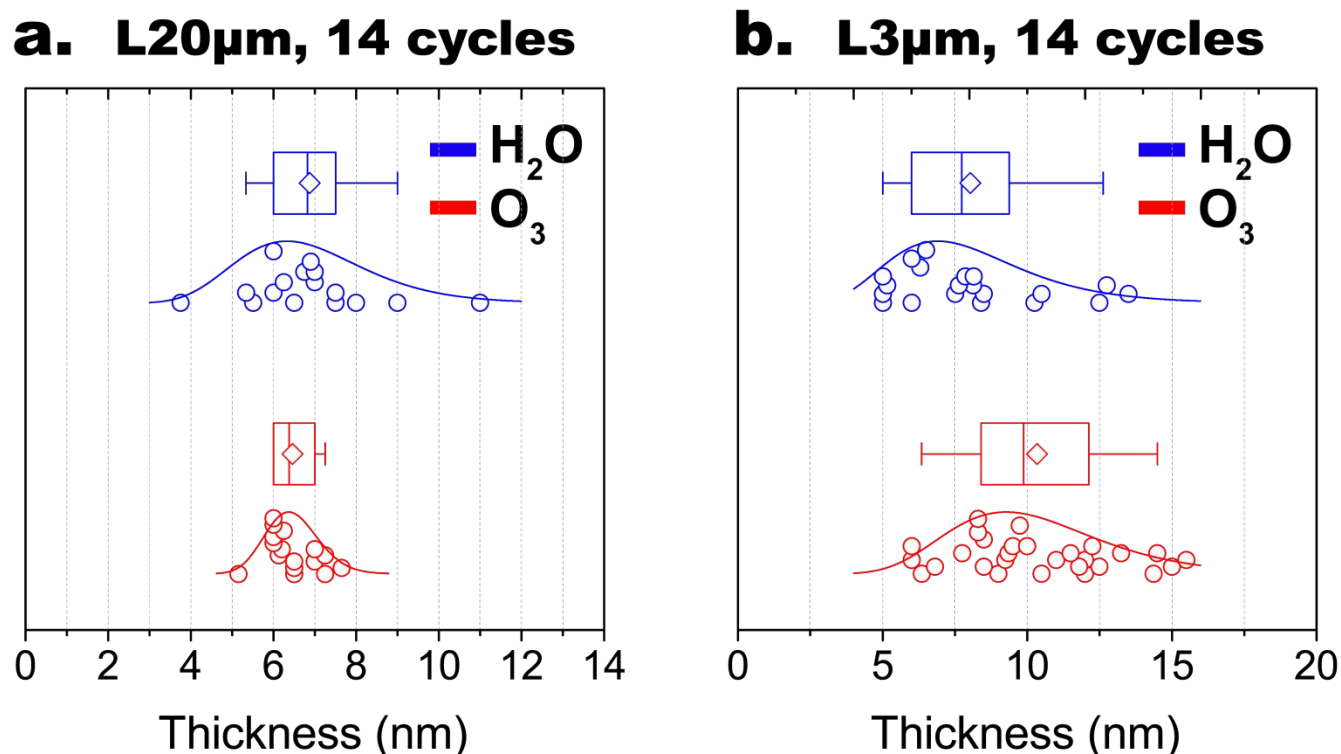 a. L20µm, 14 cycles
H₂O
O₃
0 2 4 6 8 10 12 14
Thickness (nm)
b. L3µm, 14 cycles
H₂O
O₃
0 5 10 15 20
Thickness (nm)